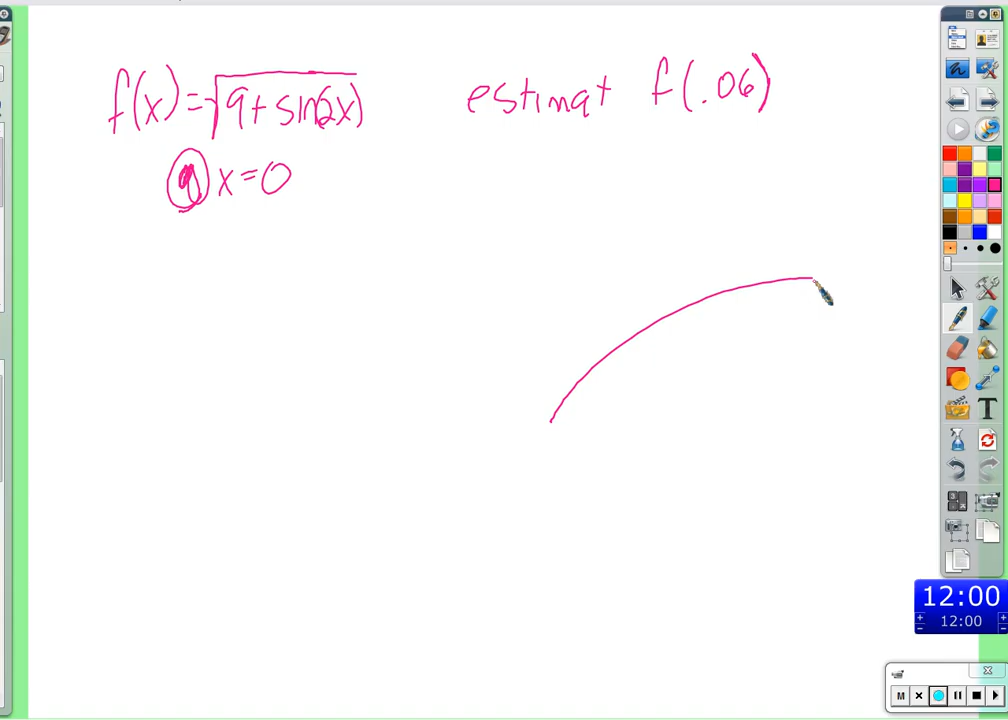 f(x)=√9+sin(2x)
estimat f(.06)
@ x=0
12:00
12:00
M